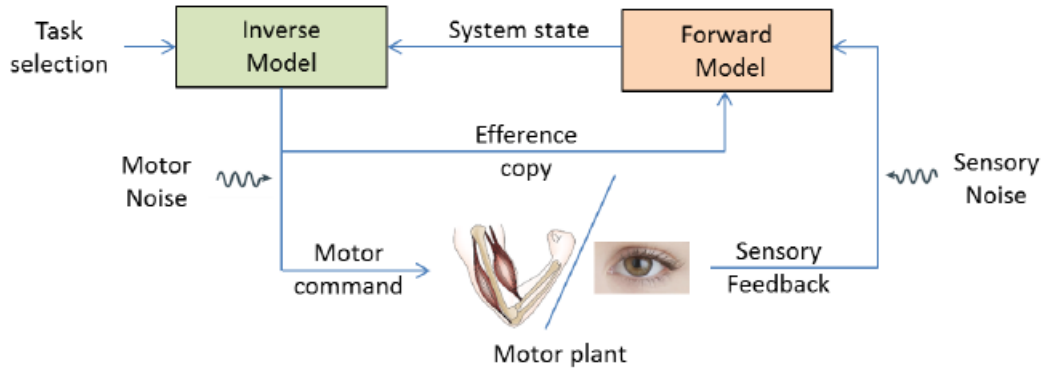 Task
selection
Inverse
Model
System state
Forward
Model
Efference
copy
Motor
Noise
Sensory
Noise
Motor
command
Sensory
Feedback
Motor plant